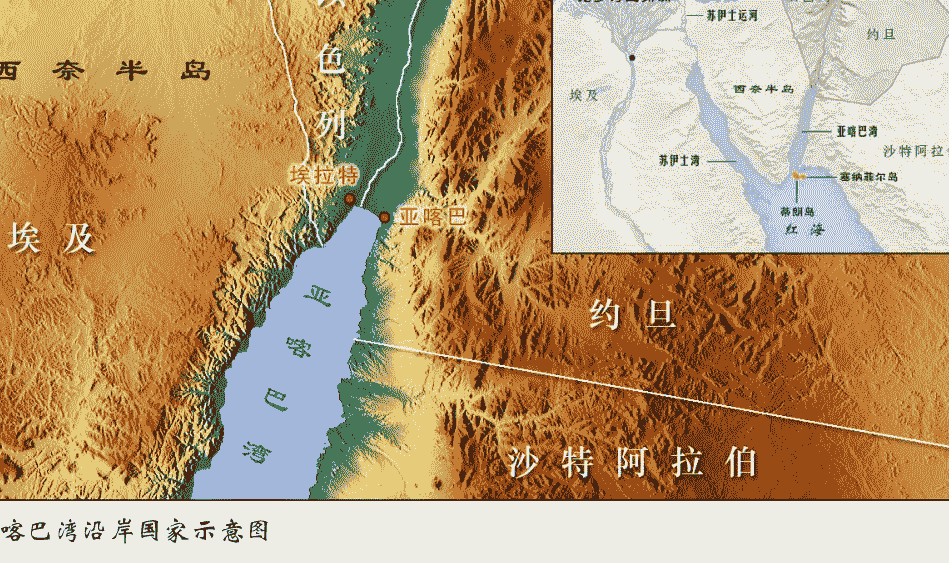 西奈半岛
色列
埃拉特
亚喀巴
埃及
约旦
亚喀巴湾
沙特阿拉伯
苏伊士运河
约旦
埃及
西奈半岛
亚喀巴湾
沙特阿拉
苏伊士湾
塞纳菲尔岛
蒂朗岛
红海
喀巴湾沿岸国家示意图